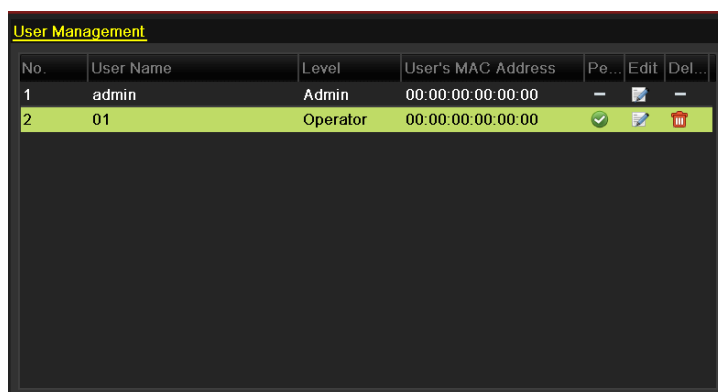 User Management
No. User Name Level User's MAC Address Pe... Edit Del...
1 admin Admin 00:00:00:00:00:00 – –
2 01 Operator 00:00:00:00:00:00